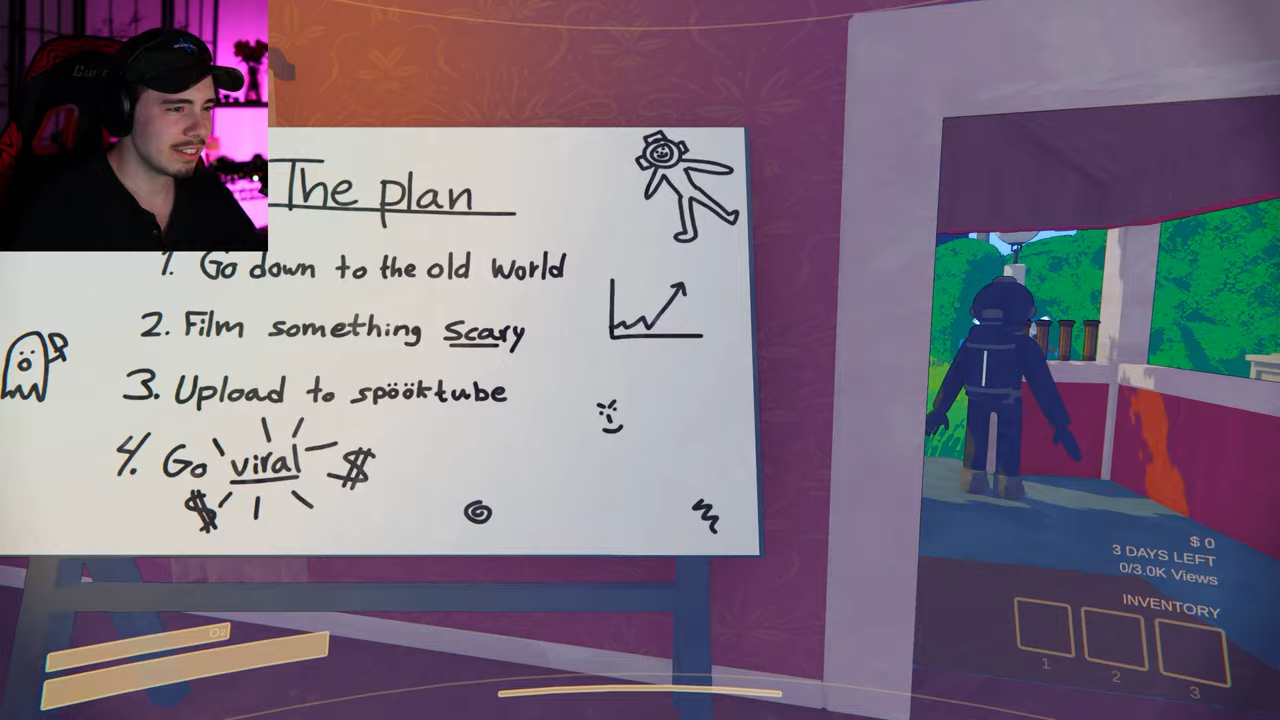 The plan
1. Go down to the old world
2. Film something scary
3. Upload to spööktube
4. Go viral $
$
$ 0
3 DAYS LEFT
0/3.0K Views
INVENTORY
1
2
3